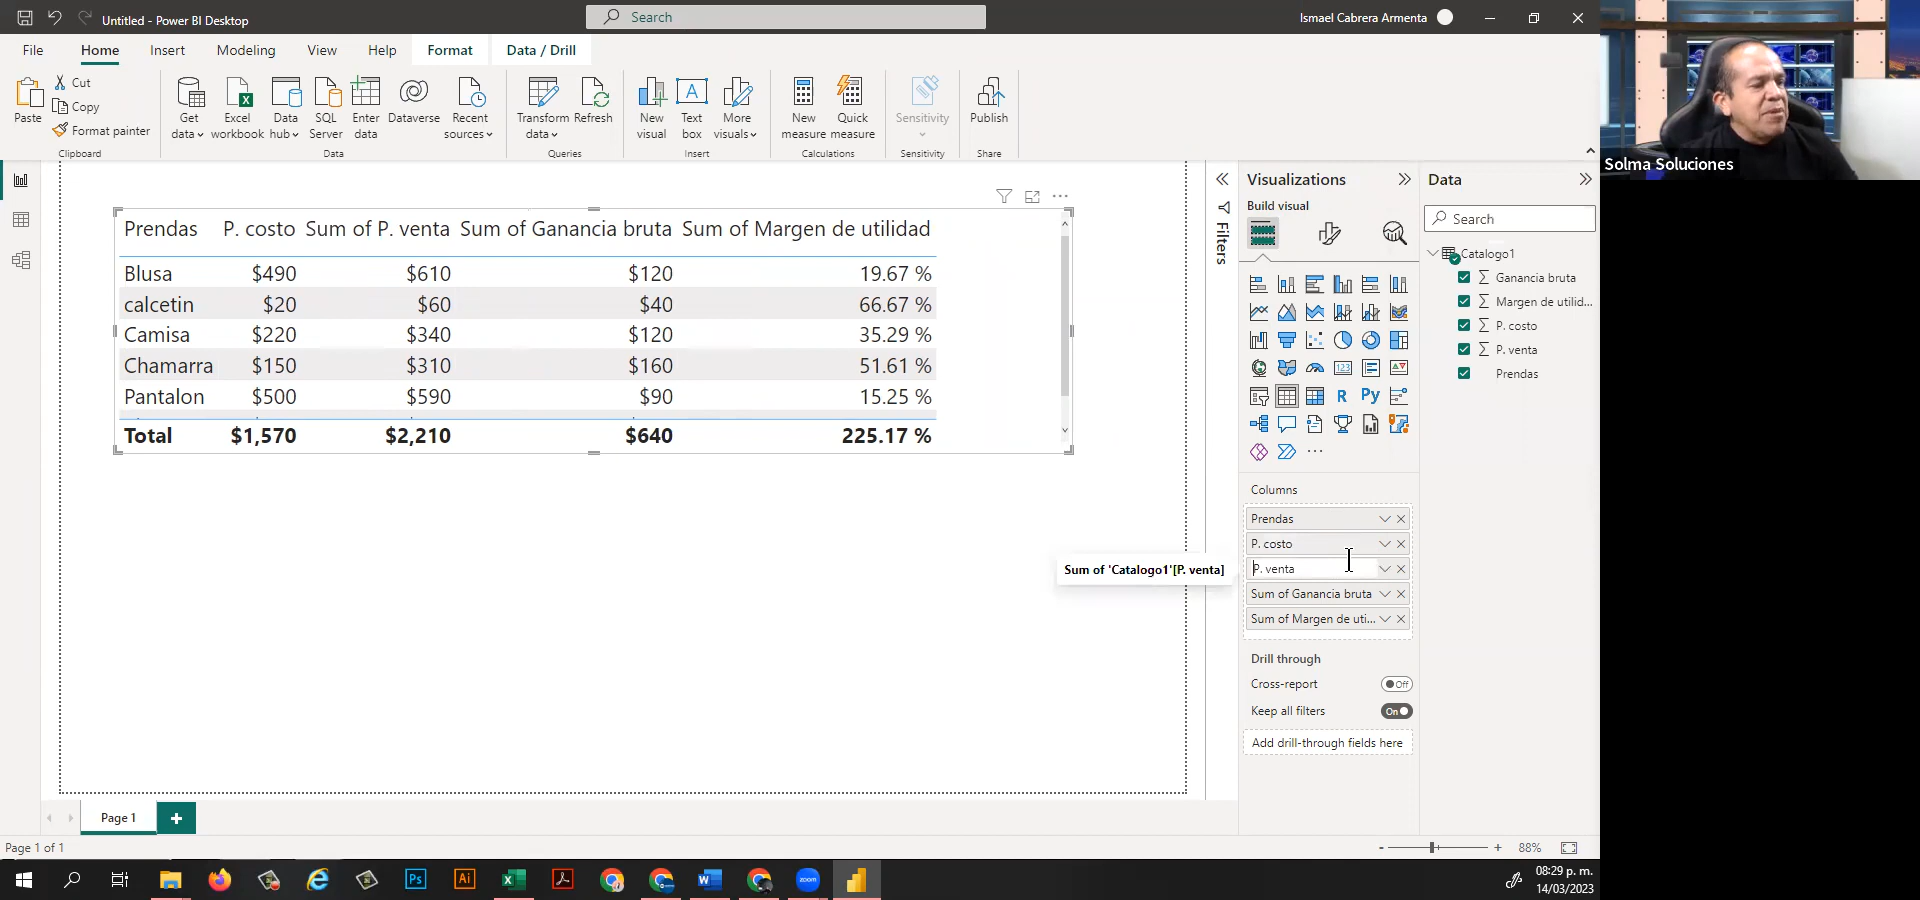 Untitled - Power BI Desktop
Search
Ismael Cabrera Armenta
File
Home
Insert
Modeling
View
Help
Format
Data / Drill
Paste
Cut
Copy
Format painter
Clipboard
Get data
Excel workbook
Data hub
SQL Server
Enter data
Dataverse
Recent sources
Data
Transform data
Refresh
Queries
New visual
Text box
More visuals
Insert
New measure
Quick measure
Calculations
Sensitivity
Sensitivity
Publish
Share
Solma Soluciones
Prendas P. costo Sum of P. venta Sum of Ganancia bruta Sum of Margen de utilidad
Blusa $490 $610 $120 19.67 %
calcetin $20 $60 $40 66.67 %
Camisa $220 $340 $120 35.29 %
Chamarra $150 $310 $160 51.61 %
Pantalon $500 $590 $90 15.25 %
Total $1,570 $2,210 $640 225.17 %
Sum of 'Catalogo1'[P. venta]
Filters
Visualizations
Build visual
123
R
Py
Columns
Prendas
P. costo
P. venta
Sum of Ganancia bruta
Sum of Margen de uti...
Drill through
Cross-report
Off
Keep all filters
On
Add drill-through fields here
Data
Search
Catalogo1
Ganancia bruta
Margen de utilid...
P. costo
P. venta
Prendas
Page 1
Page 1 of 1
88%
Ps
Ai
zoom
08:29 p. m.
14/03/2023